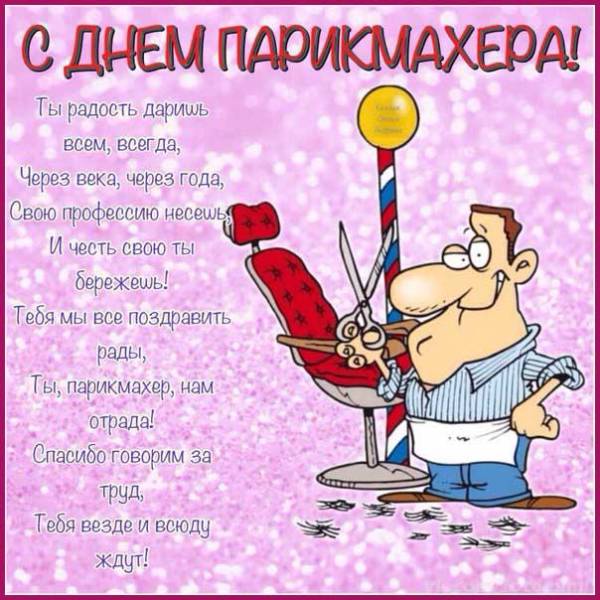 С ДНЕМ ПАРИКМАХЕРА!
Ты радость даришь
всем, всегда,
Через века, через года,
Свою профессию несешь,
И честь свою ты
бережешь!
Тебя мы все поздравить
рады,
Ты, парикмахер, нам
отрада!
Спасибо говорим за
труд,
Тебя везде и всюду
ждут!